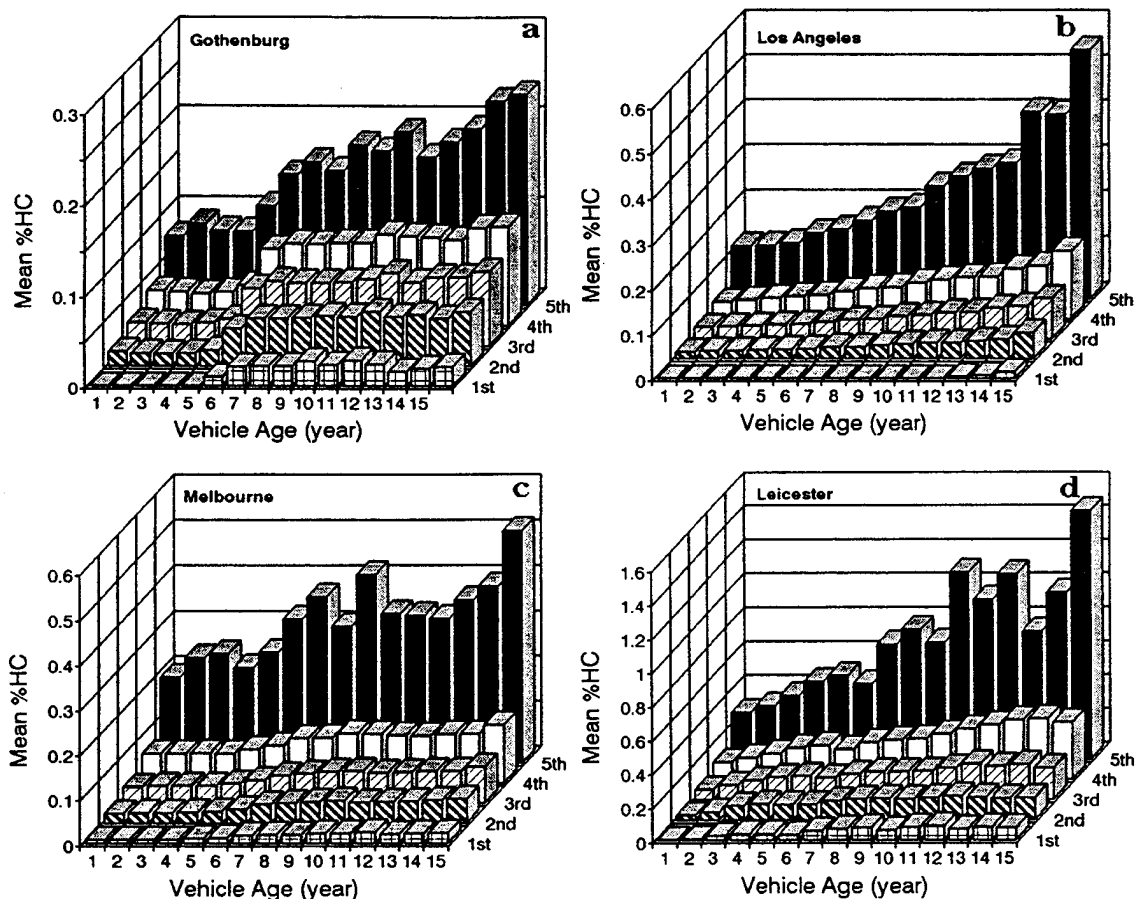 Gothenburg
a
Mean %HC
0.3
0.2
0.1
0
1 2 3 4 5 6 7 8 9 10 11 12 13 14 15
Vehicle Age (year)
1st
2nd
3rd
4th
5th
Los Angeles
b
Mean %HC
0.6
0.5
0.4
0.3
0.2
0.1
0
1 2 3 4 5 6 7 8 9 10 11 12 13 14 15
Vehicle Age (year)
1st
2nd
3rd
4th
5th
Melbourne
c
Mean %HC
0.6
0.5
0.4
0.3
0.2
0.1
0
1 2 3 4 5 6 7 8 9 10 11 12 13 14 15
Vehicle Age (year)
1st
2nd
3rd
4th
5th
Leicester
d
Mean %HC
1.6
1.4
1.2
1
0.8
0.6
0.4
0.2
0
1 2 3 4 5 6 7 8 9 10 11 12 13 14 15
Vehicle Age (year)
1st
2nd
3rd
4th
5th